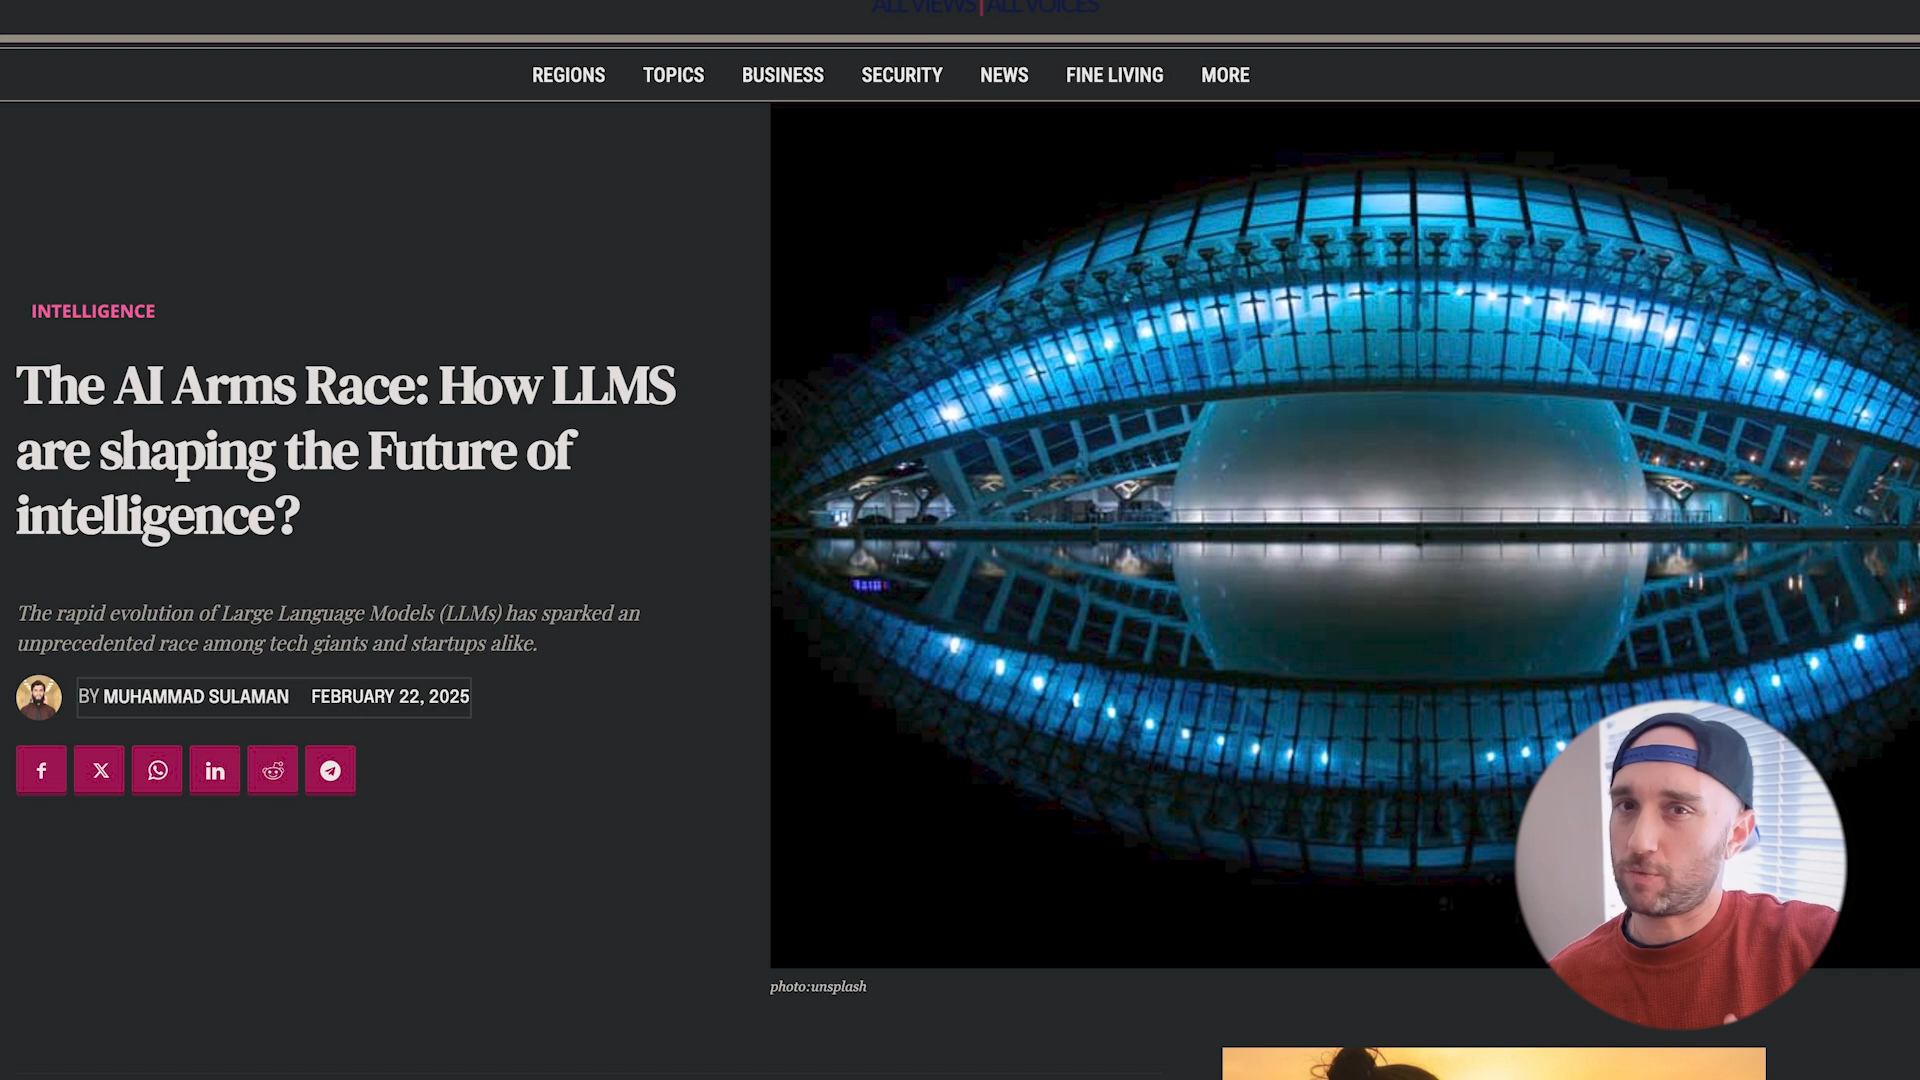 ALL VIEWS | ALL VOICES
REGIONS TOPICS BUSINESS SECURITY NEWS FINE LIVING MORE
INTELLIGENCE
The AI Arms Race: How LLMS
are shaping the Future of
intelligence?
The rapid evolution of Large Language Models (LLMs) has sparked an
unprecedented race among tech giants and startups alike.
BY MUHAMMAD SULAMAN FEBRUARY 22, 2025
photo:unsplash